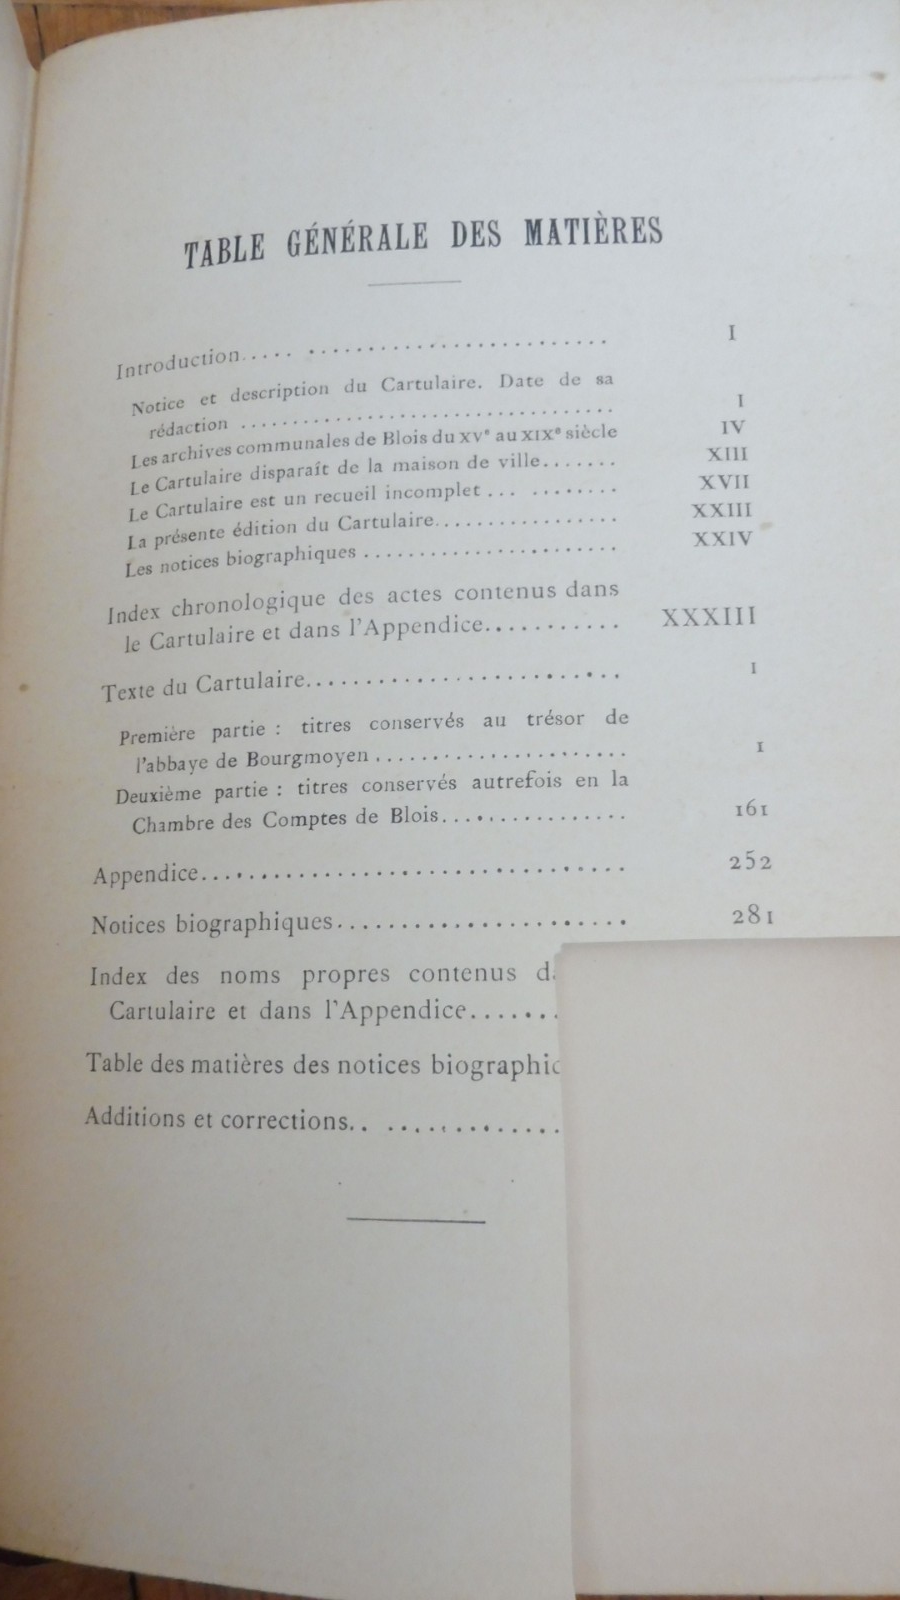 TABLE GÉNÉRALE DES MATIÈRES
Introduction..... .......................... I
Notice et description du Cartulaire. Date de sa
rédaction .................................. I
Les archives communales de Blois du XVe au XIXe siècle IV
Le Cartulaire disparaît de la maison de ville....... XIII
Le Cartulaire est un recueil incomplet ... ........ XVII
La présente édition du Cartulaire................ XXIII
Les notices biographiques ....................... XXIV
Index chronologique des actes contenus dans
le Cartulaire et dans l'Appendice........... XXXIII
Texte du Cartulaire......................... 1
Première partie : titres conservés au trésor de
l'abbaye de Bourgmoyen ...................... 1
Deuxième partie : titres conservés autrefois en la
Chambre des Comptes de Blois................ 161
Appendice.................................. 252
Notices biographiques...................... 281
Index des noms propres contenus
Cartulaire et dans l'Appendice.......
Table des matières des notices
Additions et corrections.. .............